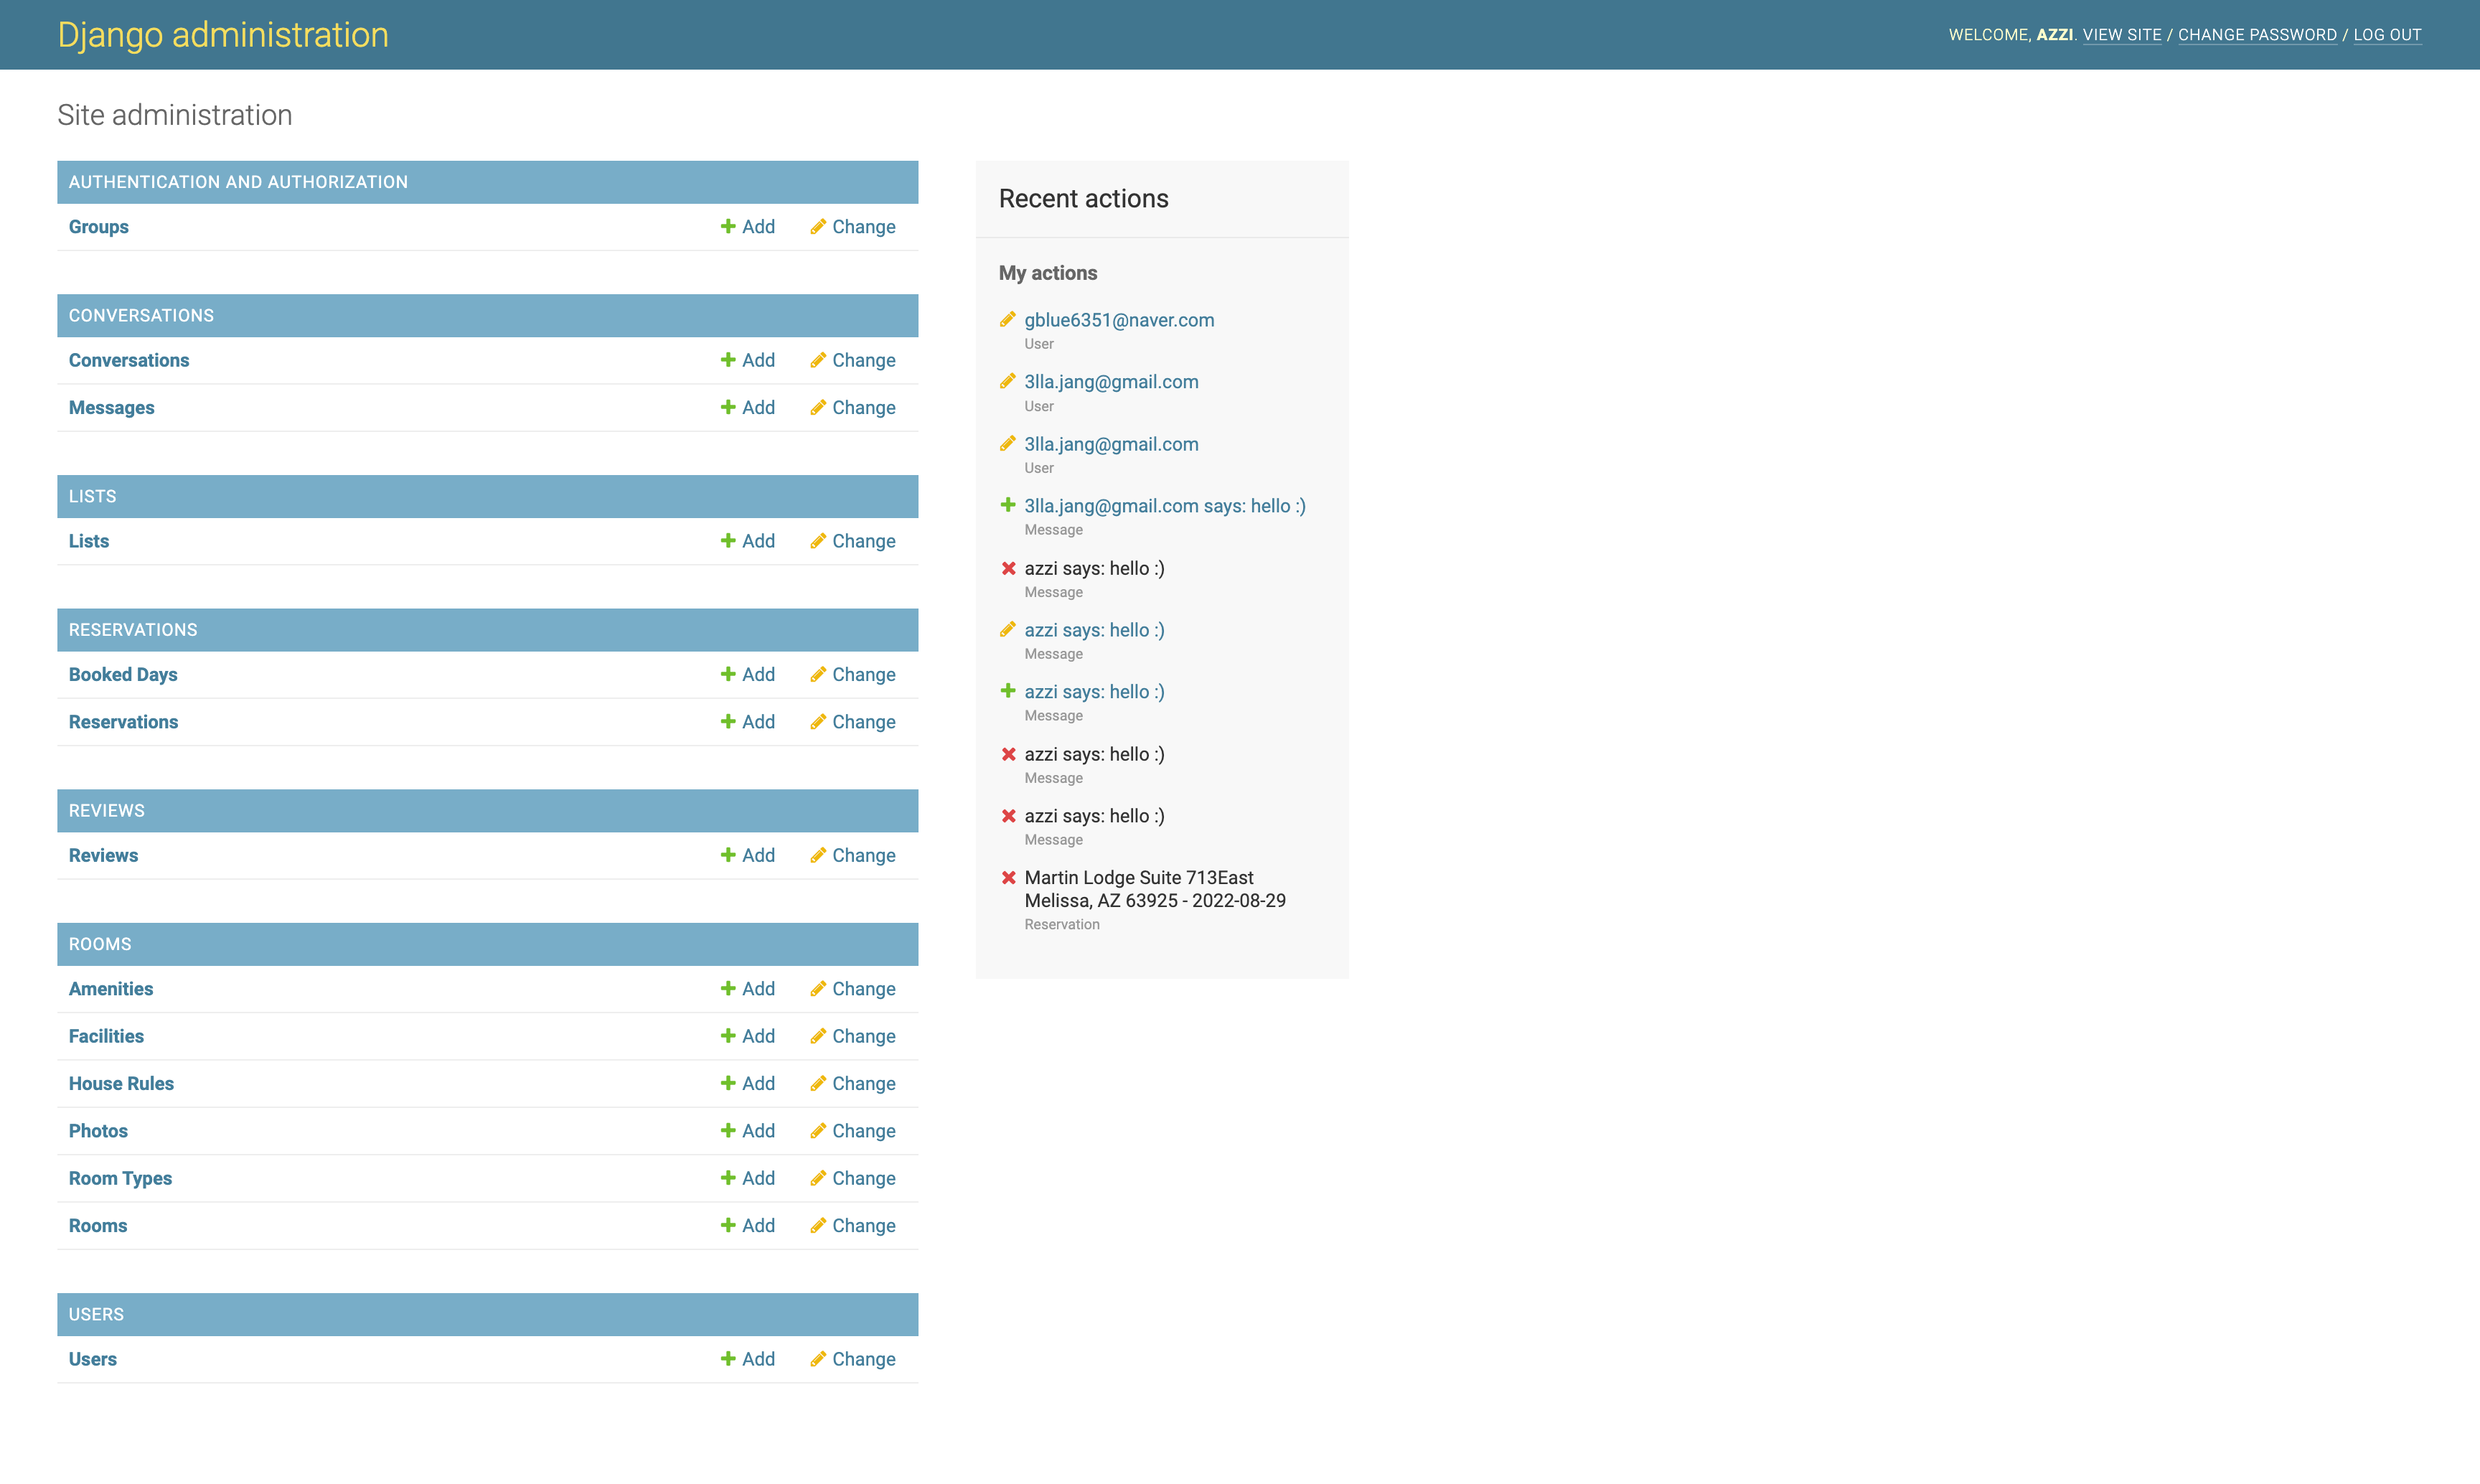 Django administration
WELCOME, AZZI. VIEW SITE / CHANGE PASSWORD / LOG OUT
Site administration
AUTHENTICATION AND AUTHORIZATION
Groups Add Change
CONVERSATIONS
Conversations Add Change
Messages Add Change
LISTS
Lists Add Change
RESERVATIONS
Booked Days Add Change
Reservations Add Change
REVIEWS
Reviews Add Change
ROOMS
Amenities Add Change
Facilities Add Change
House Rules Add Change
Photos Add Change
Room Types Add Change
Rooms Add Change
USERS
Users Add Change
Recent actions
My actions
gblue6351@naver.com
User
3lla.jang@gmail.com
User
3lla.jang@gmail.com
User
3lla.jang@gmail.com says: hello :)
Message
azzi says: hello :)
Message
azzi says: hello :)
Message
azzi says: hello :)
Message
azzi says: hello :)
Message
azzi says: hello :)
Message
Martin Lodge Suite 713East
Melissa, AZ 63925 - 2022-08-29
Reservation